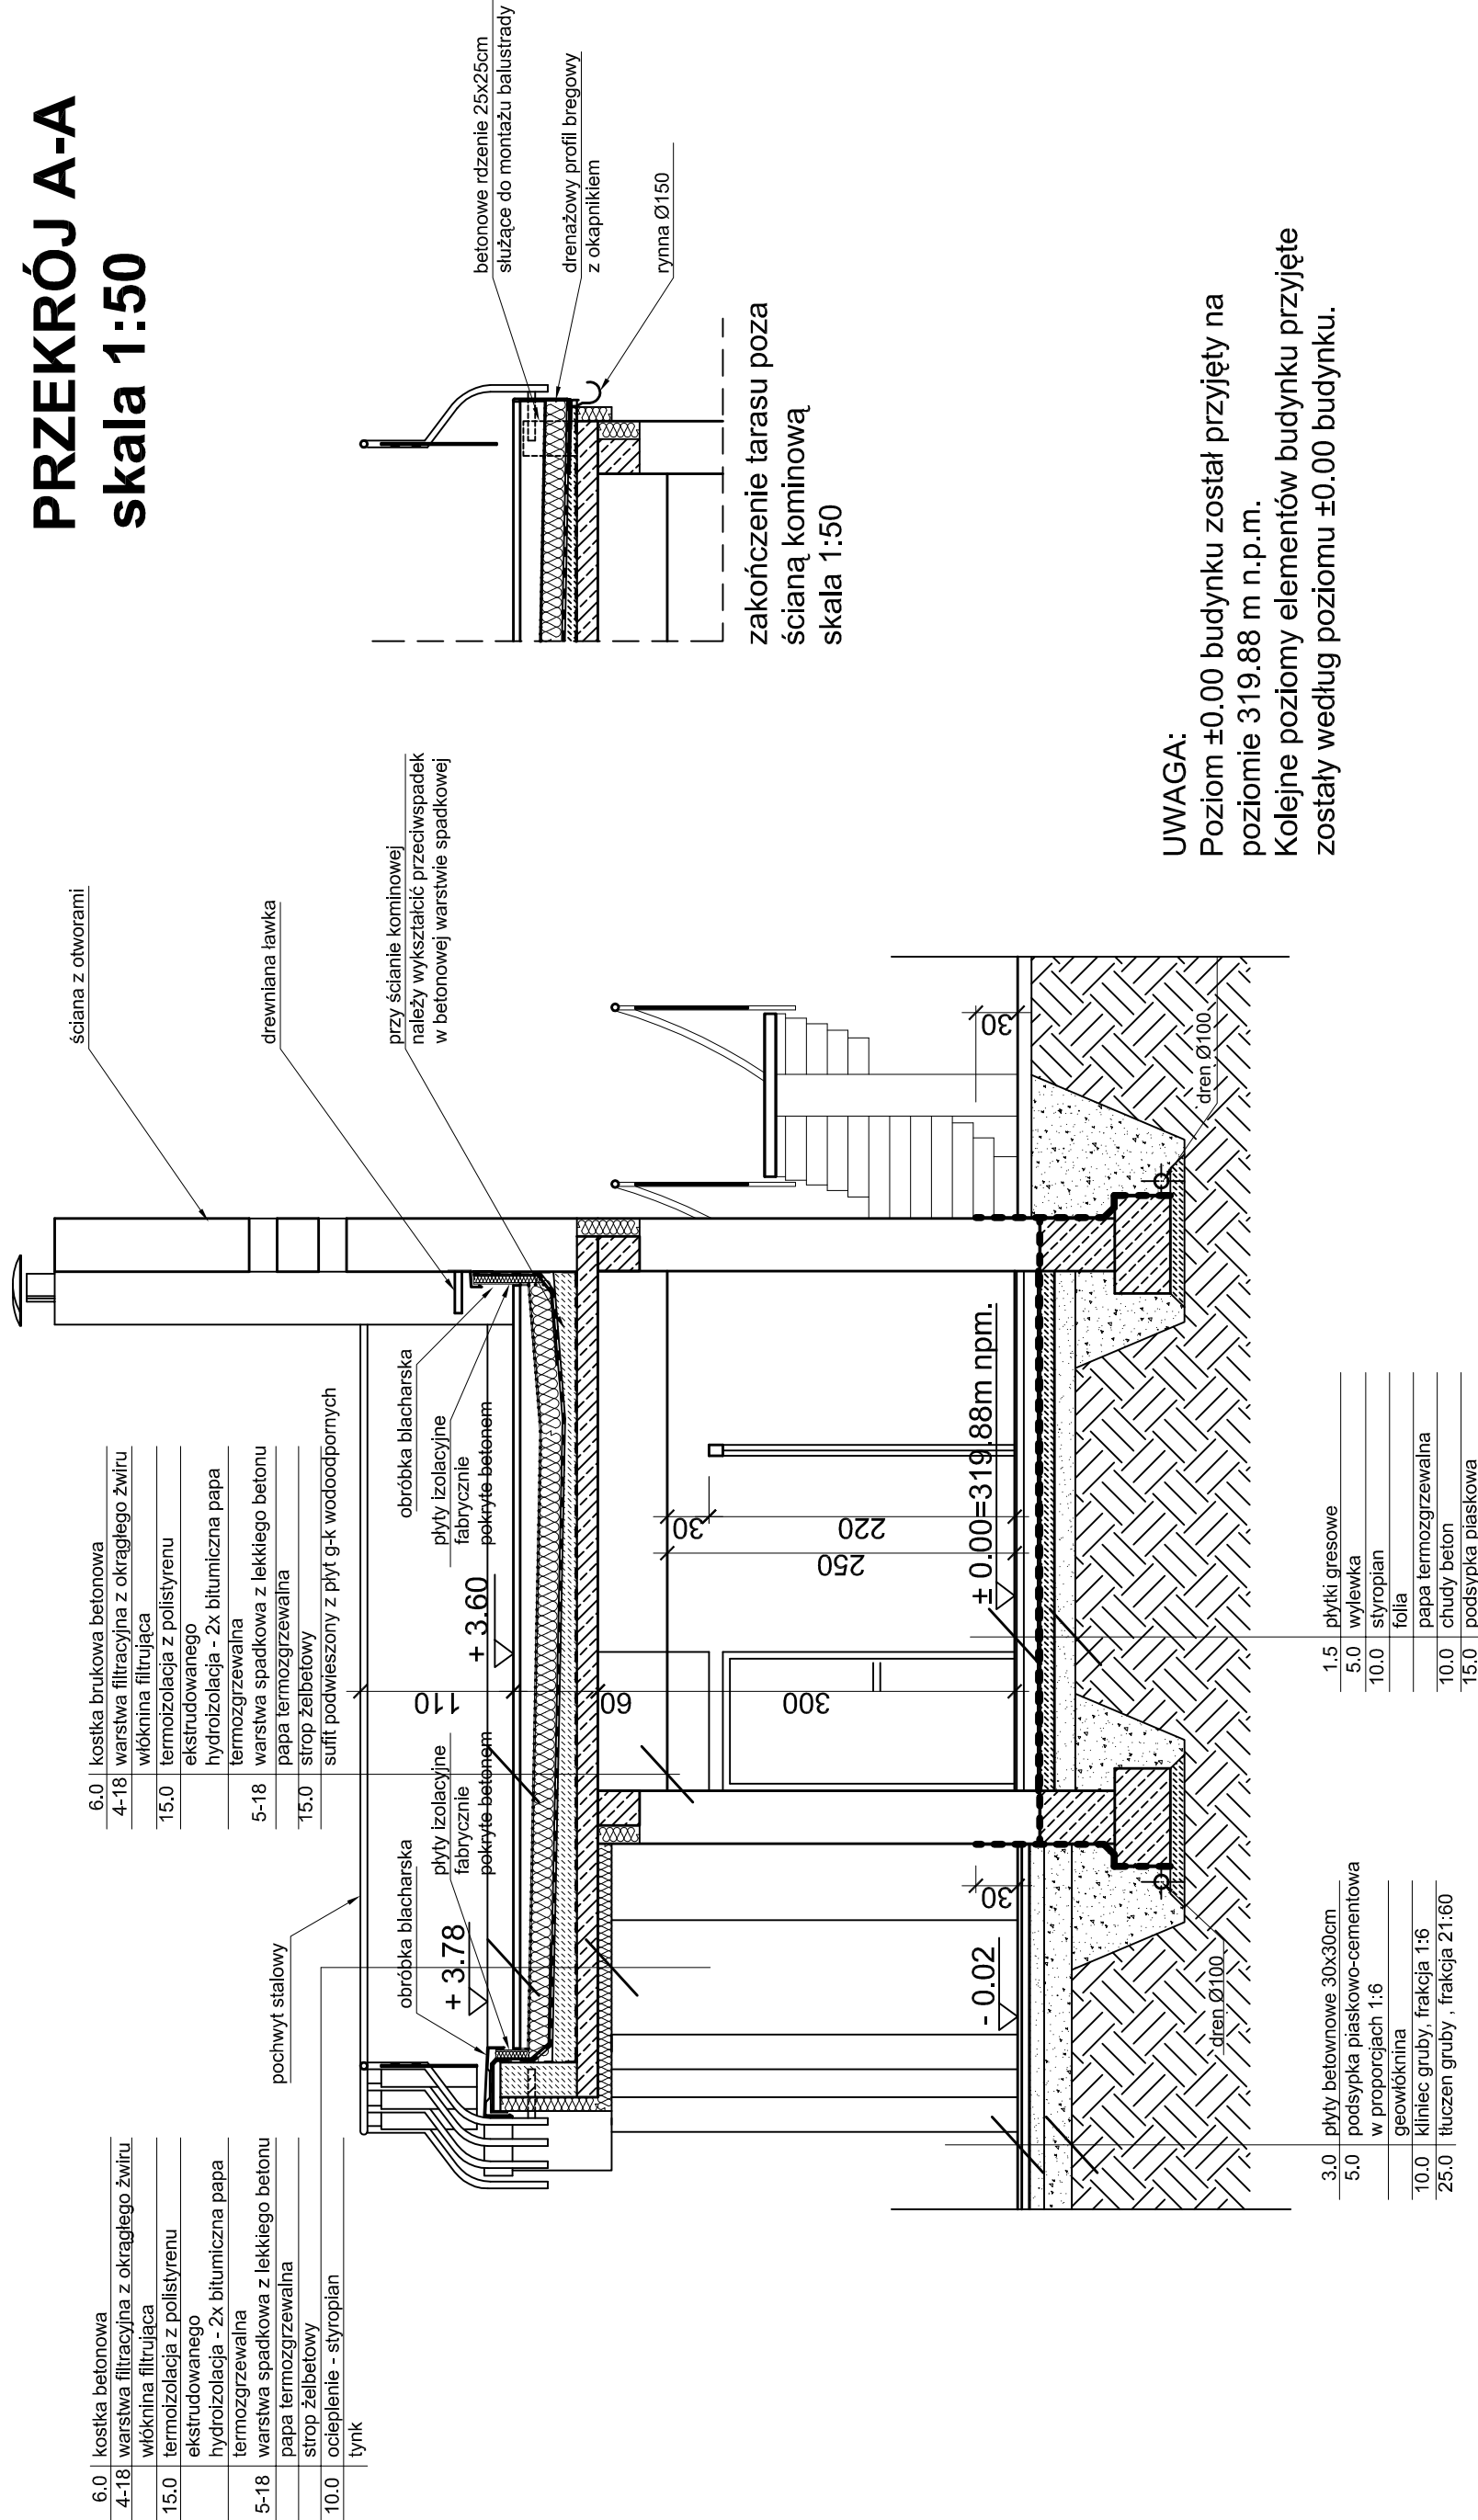 PRZEKRÓJ A-A
skala 1:50
betonowe rdzenie 25x25cm
służące do montażu balustrady
drenażowy profil bregowy
z okapnikiem
rynna Ø150
zakończenie tarasu poza
ścianą kominową
skala 1:50
UWAGA:
Poziom ±0.00 budynku został przyjęty na
poziomie 319.88 m n.p.m.
Kolejne poziomy elementów budynku przyjęte
zostały według poziomu ±0.00 budynku.
ściana z otworami
drewniana ławka
przy ścianie kominowej
należy wykształcić przeciwspadek
w betonowej warstwie spadkowej
6.0 kostka brukowa betonowa
4-18 warstwa filtracyjna z okrągłego żwiru
włóknina filtrująca
15.0 termoizolacja z polistyrenu
ekstrudowanego
hydroizolacja - 2x bitumiczna papa
termozgrzewalna
5-18 warstwa spadkowa z lekkiego betonu
papa termozgrzewalna
15.0 strop żelbetowy
sufit podwieszony z płyt g-k wodoodpornych
obróbka blacharska
płyty izolacyjne
fabrycznie
pokryte betonem
+ 3.60
110
60
300
30
220
250
± 0.00=319.88m npm.
30
dren Ø100
pochwyt stalowy
obróbka blacharska
płyty izolacyjne
fabrycznie
pokryte betonem
+ 3.78
- 0.02
30
dren Ø100
6.0 kostka betonowa
4-18 warstwa filtracyjna z okrągłego żwiru
włóknina filtrująca
15.0 termoizolacja z polistyrenu
ekstrudowanego
hydroizolacja - 2x bitumiczna papa
termozgrzewalna
5-18 warstwa spadkowa z lekkiego betonu
papa termozgrzewalna
strop żelbetowy
10.0 ocieplenie - styropian
tynk
1.5 płytki gresowe
5.0 wylewka
10.0 styropian
folia
papa termozgrzewalna
10.0 chudy beton
15.0 podsypka piaskowa
3.0 płyty betownowe 30x30cm
5.0 podsypka piaskowo-cementowa
w proporcjach 1:6
geowłóknina
10.0 kliniec gruby, frakcja 1:6
25.0 tłuczen gruby , frakcja 21:60